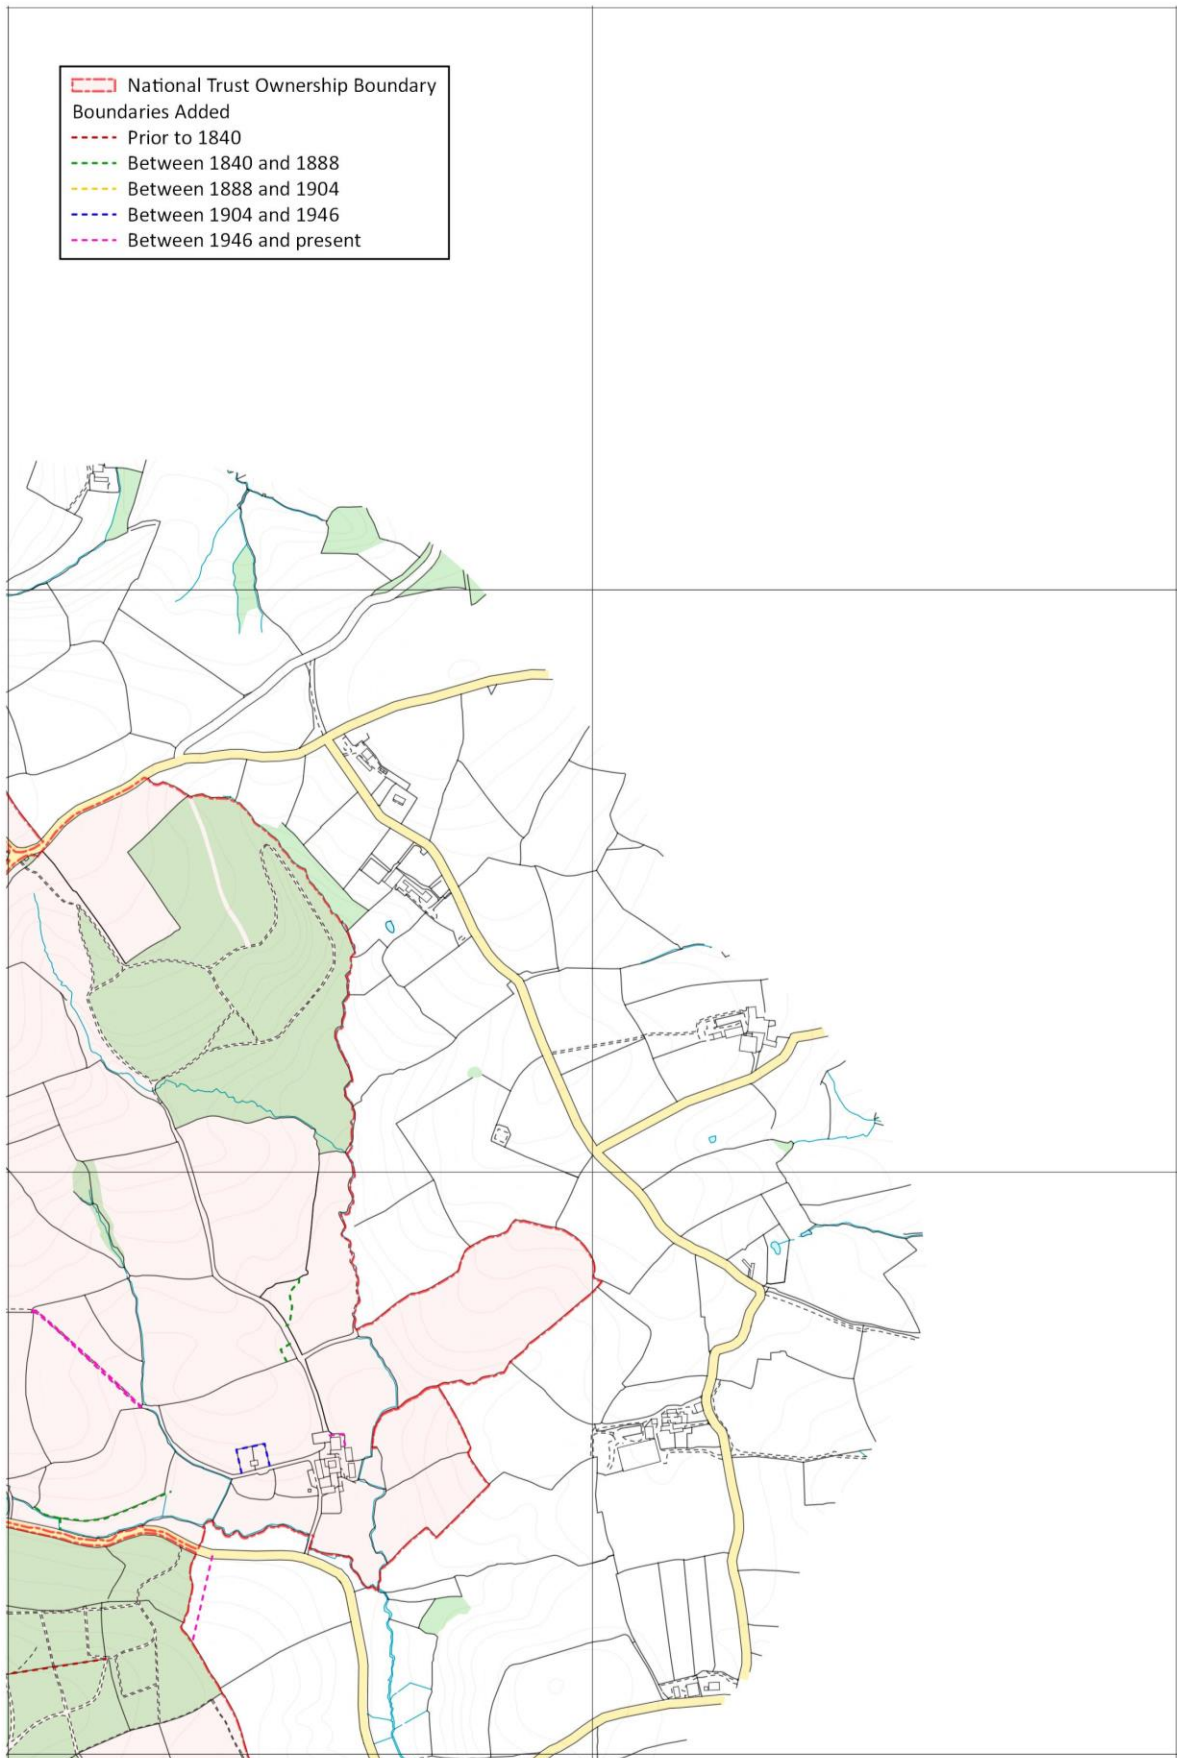 National Trust Ownership Boundary
Boundaries Added
Prior to 1840
Between 1840 and 1888
Between 1888 and 1904
Between 1904 and 1946
Between 1946 and present